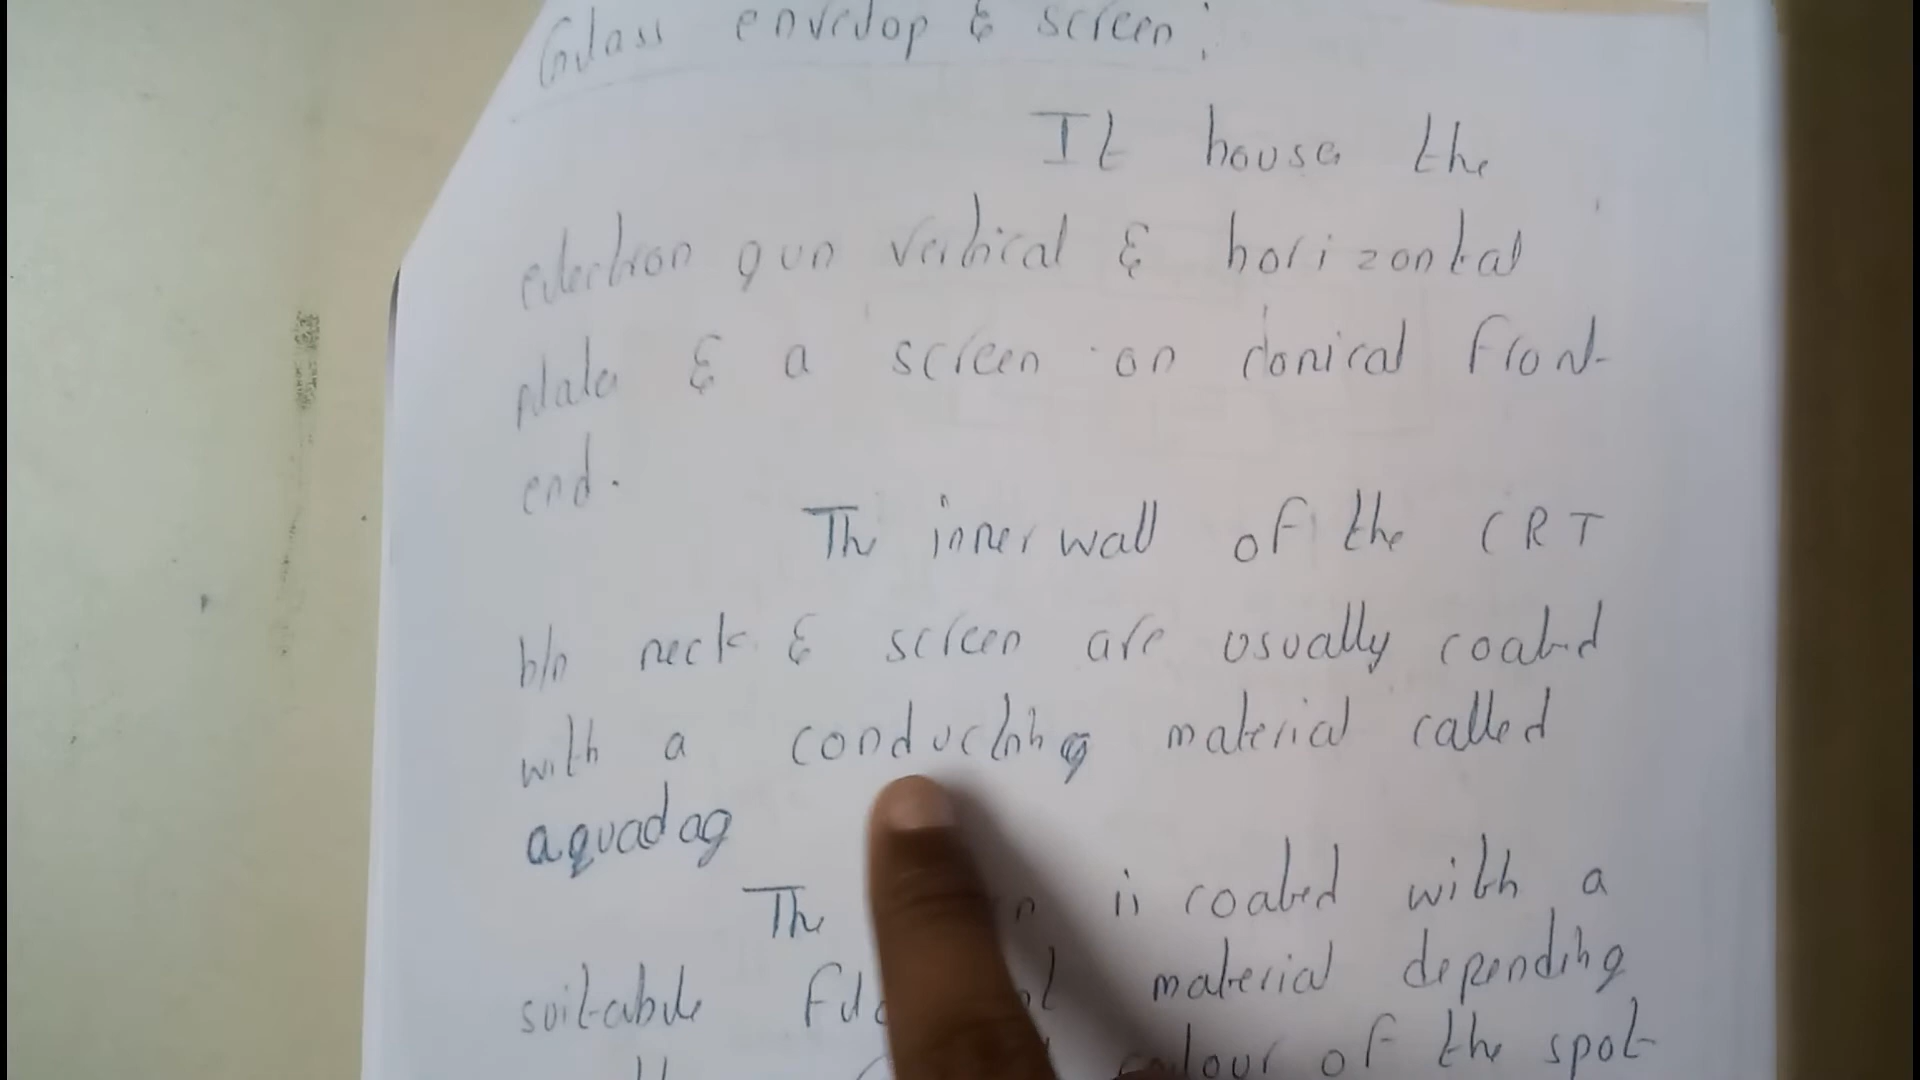 Glass envelop & screen:
It house the
electron gun vertical & horizontal
plate & a screen on conical front
end.
The inner wall of the CRT
b/n neck & screen are usually coated
with a conducting material called
aquadag
The is coated with a
suitable material depending
colour of the spot